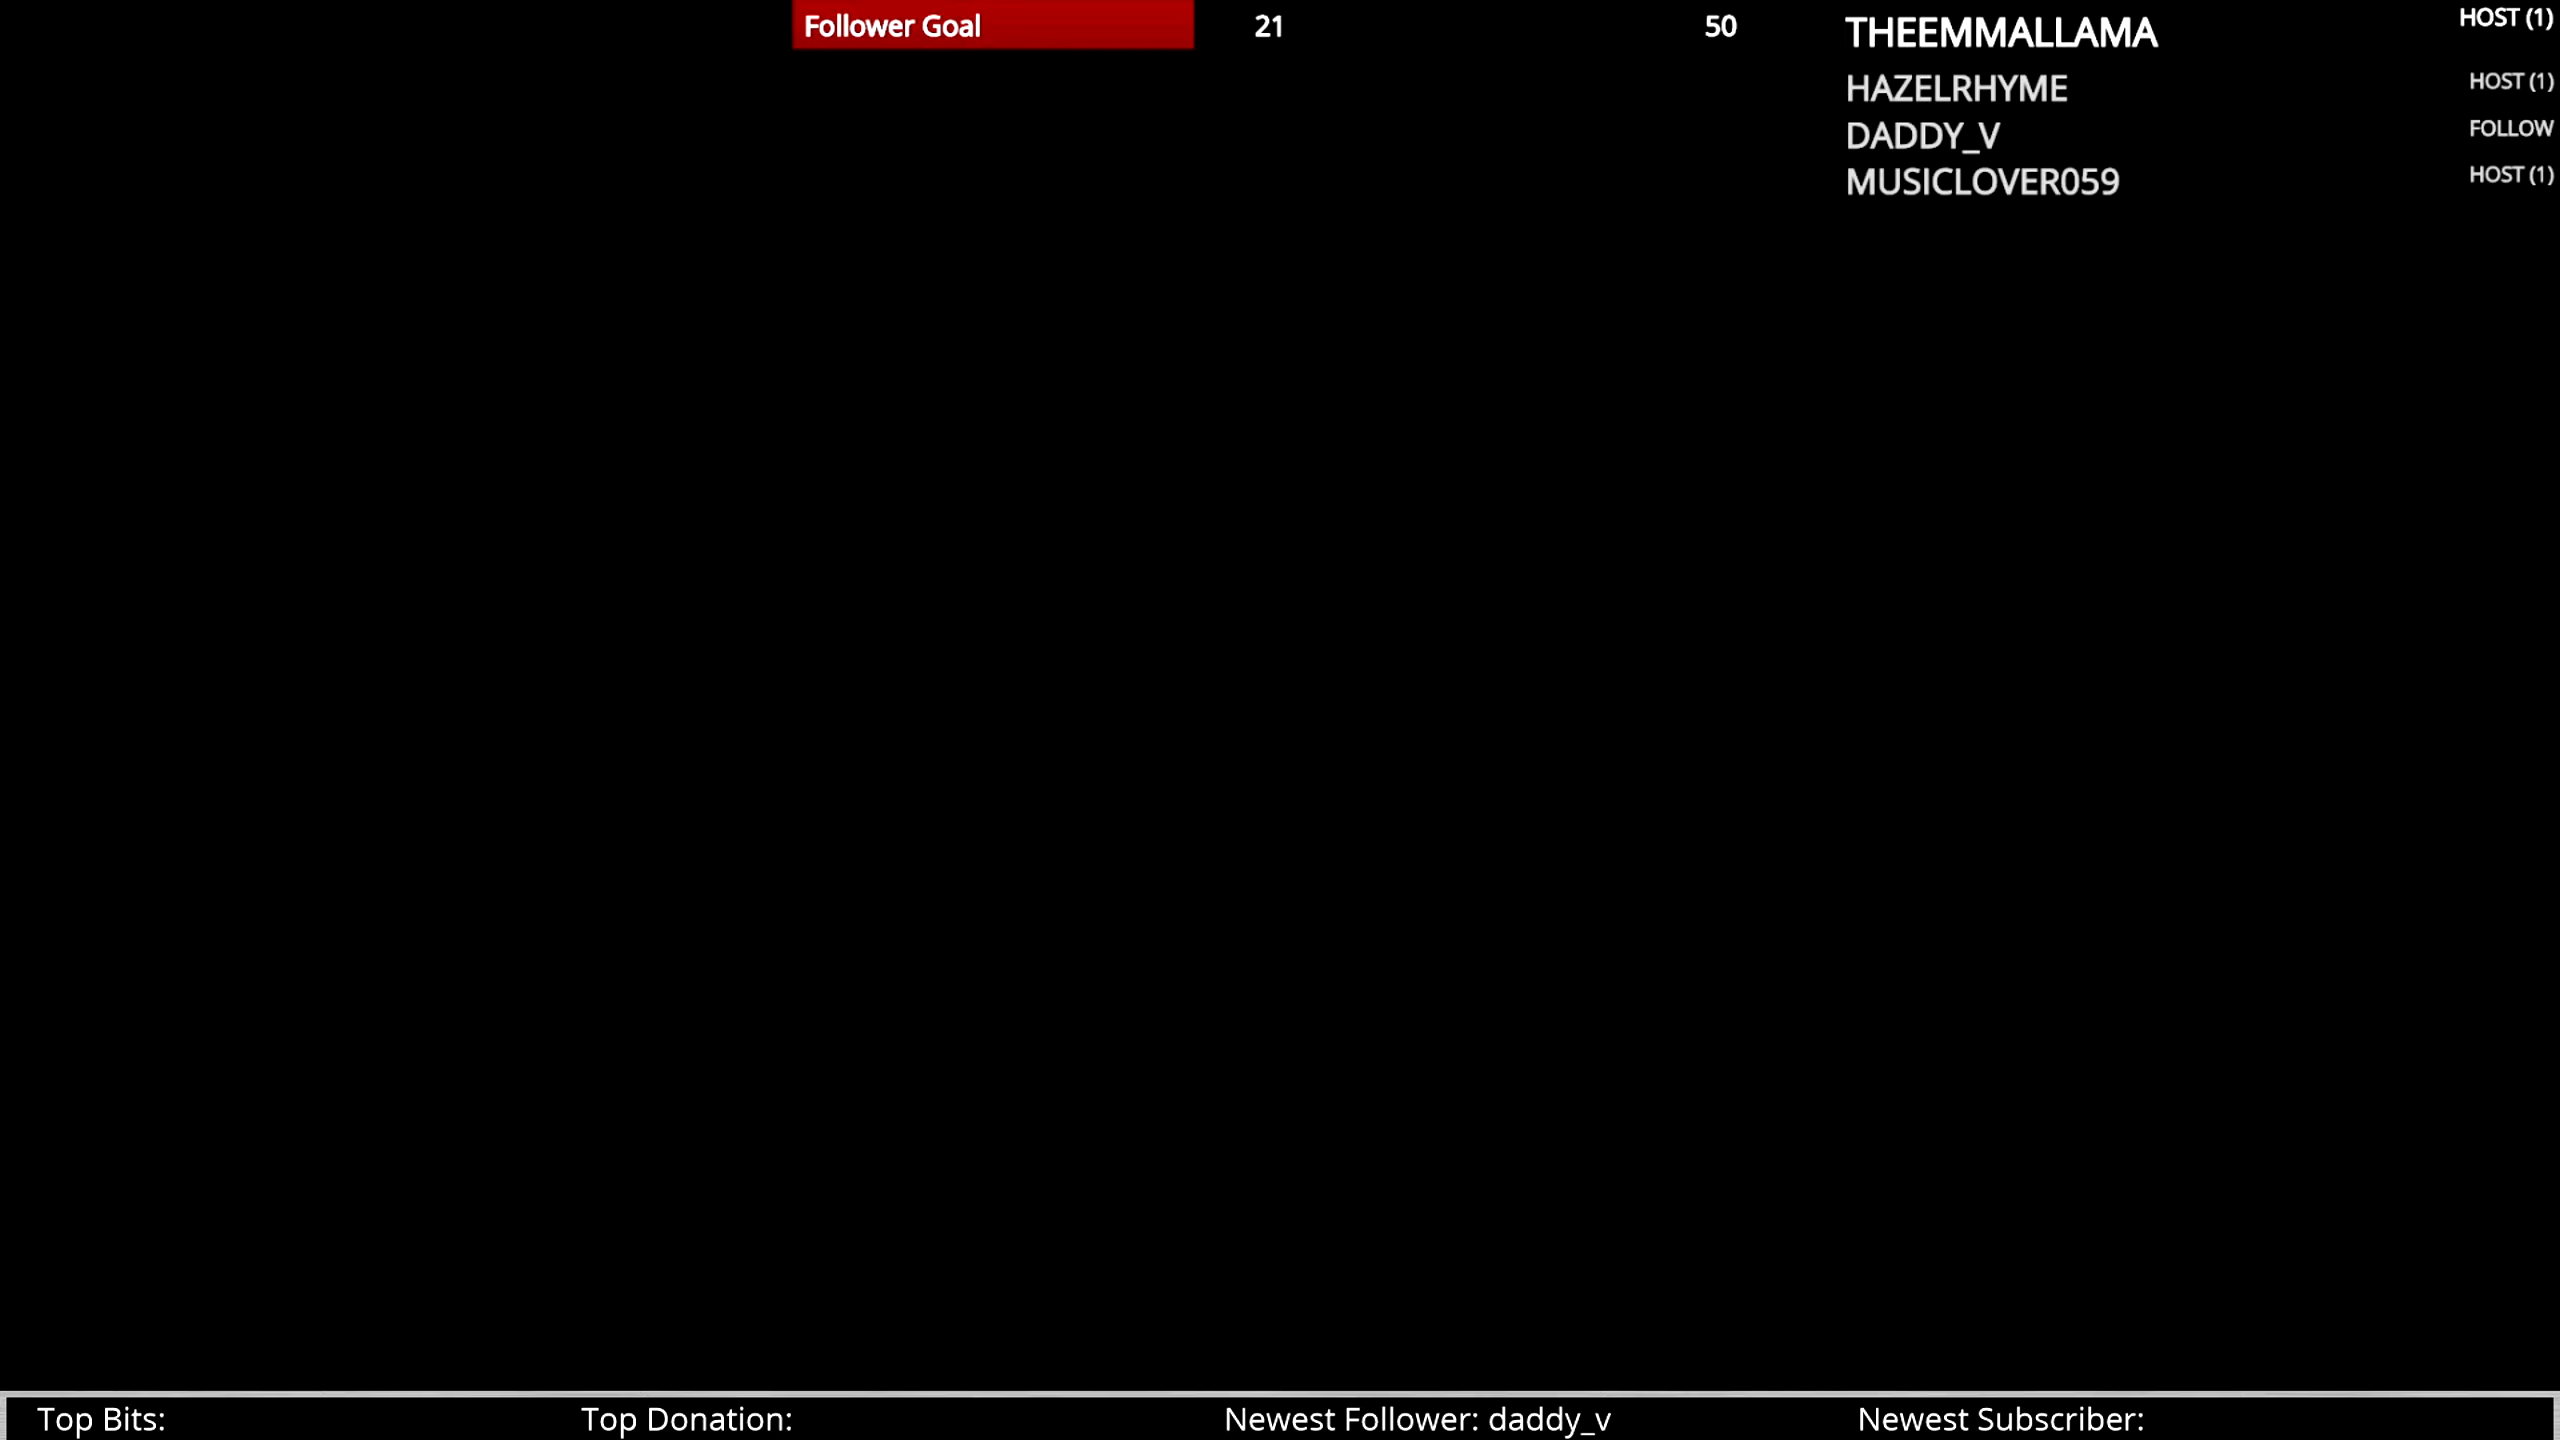 Follower Goal 21 50
THEEMMALLAMA HOST (1)
HAZELRHYME HOST (1)
DADDY_V FOLLOW
MUSICLOVER059 HOST (1)
Top Bits: Top Donation: Newest Follower: daddy_v Newest Subscriber: